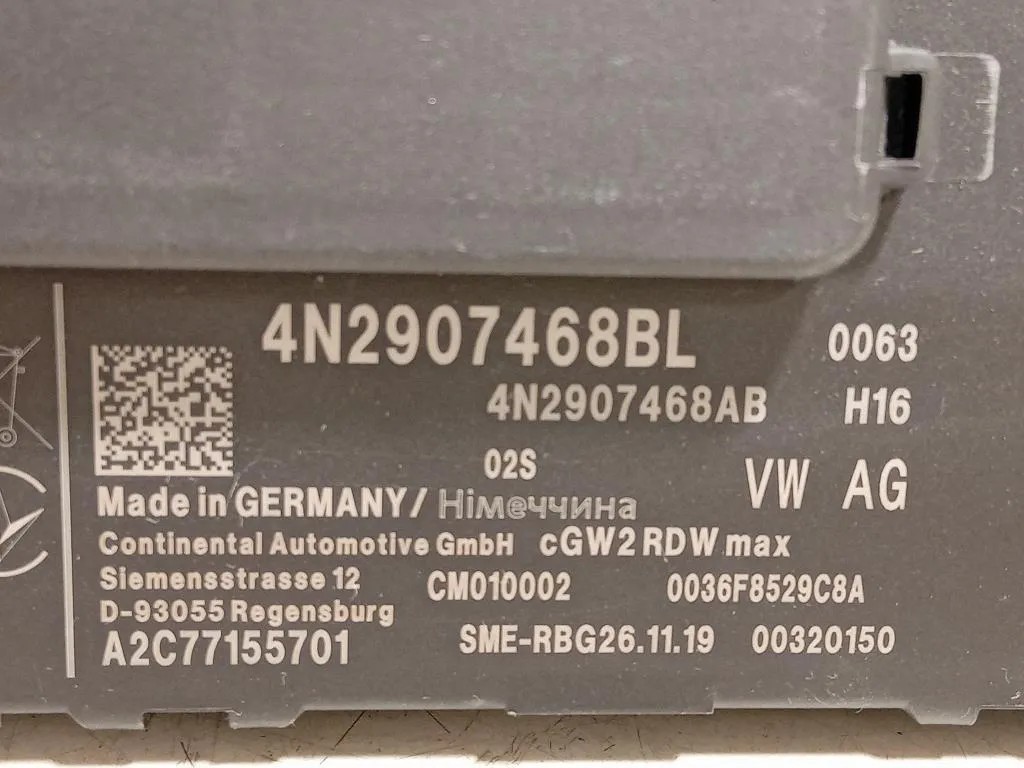 4N2907468BL 0063
4N2907468AB H16
02S
VW AG
Made in GERMANY/ Німеччина
Continental Automotive GmbH cGW2 RDW max
Siemensstrasse 12 CM010002 0036F8529C8A
D-93055 Regensburg
A2C77155701 SME-RBG26.11.19 00320150